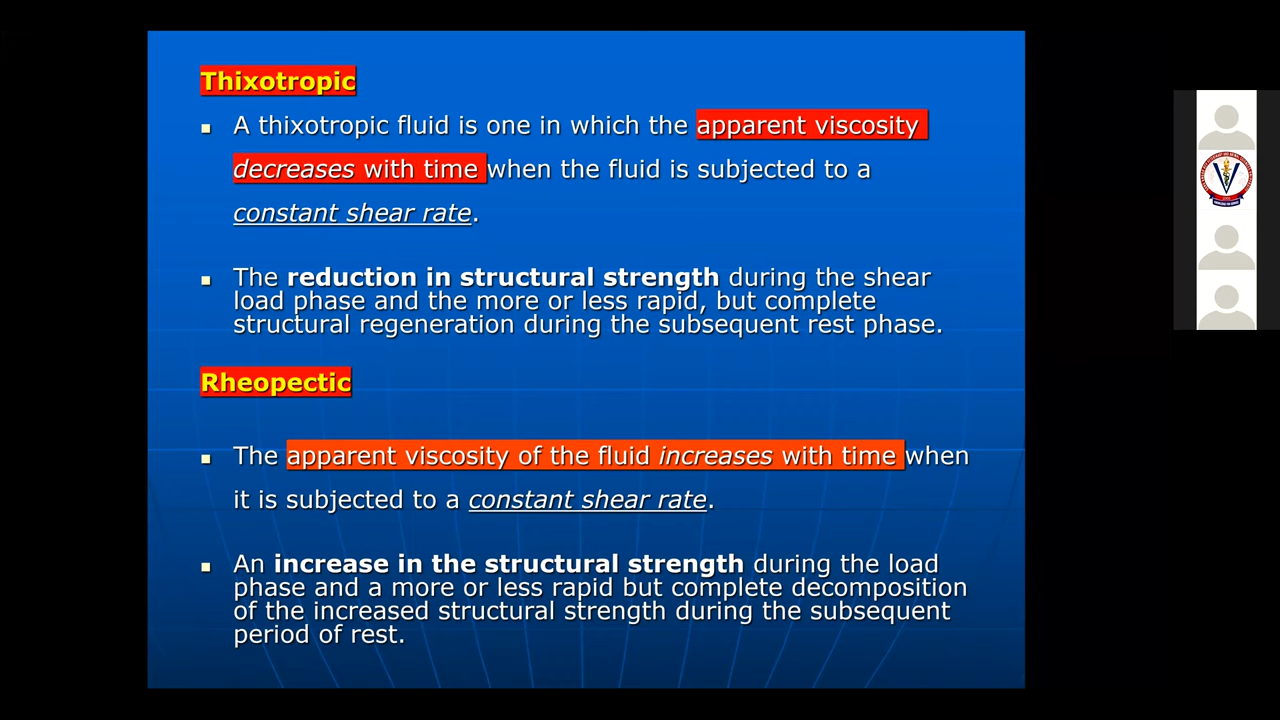 Thixotropic
▪ A thixotropic fluid is one in which the apparent viscosity
decreases with time when the fluid is subjected to a
constant shear rate.
▪ The reduction in structural strength during the shear
load phase and the more or less rapid, but complete
structural regeneration during the subsequent rest phase.
Rheopectic
▪ The apparent viscosity of the fluid increases with time when
it is subjected to a constant shear rate.
▪ An increase in the structural strength during the load
phase and a more or less rapid but complete decomposition
of the increased structural strength during the subsequent
period of rest.